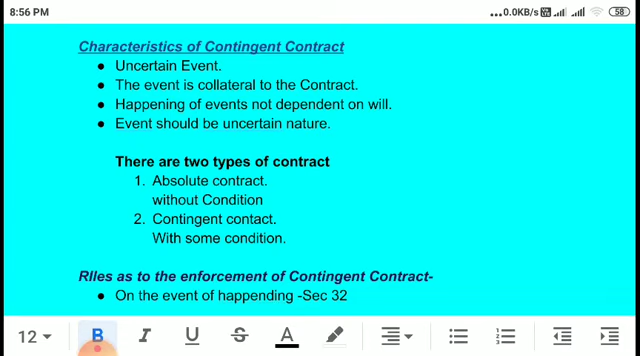 8:56 PM ...0.0KB/s 58
Characteristics of Contingent Contract
● Uncertain Event.
● The event is collateral to the Contract.
● Happening of events not dependent on will.
● Event should be uncertain nature.
There are two types of contract
1. Absolute contract.
without Condition
2. Contingent contact.
With some condition.
RIles as to the enforcement of Contingent Contract-
● On the event of happending -Sec 32
12 B I U S A